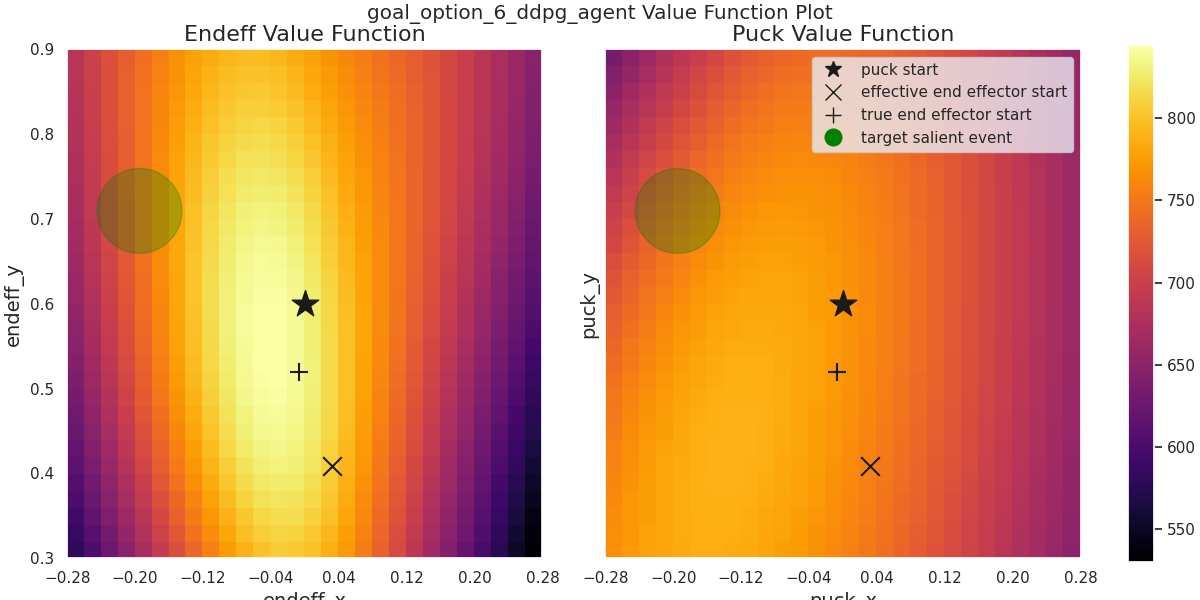 goal_option_6_ddpg_agent Value Function Plot
Endeff Value Function
Puck Value Function
0.9
0.8
0.7
0.6
0.5
0.4
0.3
endeff_y
−0.28 −0.20 −0.12 −0.04 0.04 0.12 0.20 0.28
endeff_x
puck_y
puck start
effective end effector start
true end effector start
target salient event
−0.28 −0.20 −0.12 −0.04 0.04 0.12 0.20 0.28
puck_x
800
750
700
650
600
550